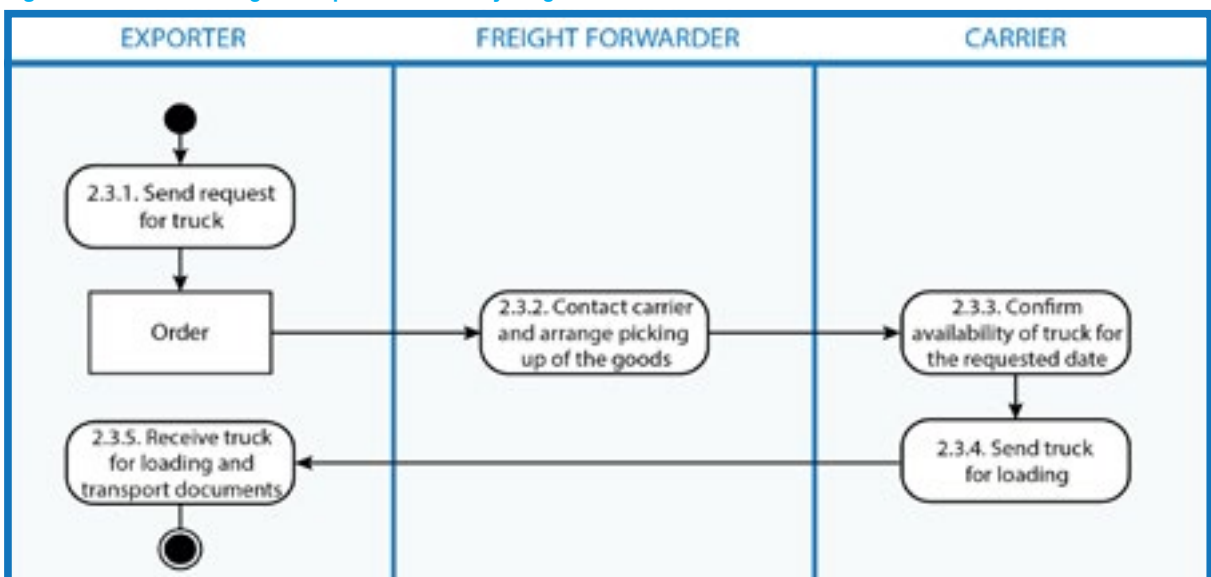 EXPORTER
FREIGHT FORWARDER
CARRIER
2.3.1. Send request
for truck
Order
2.3.2. Contact carrier
and arrange picking
up of the goods
2.3.3. Confirm
availability of truck for
the requested date
2.3.4. Send truck
for loading
2.3.5. Receive truck
for loading and
transport documents